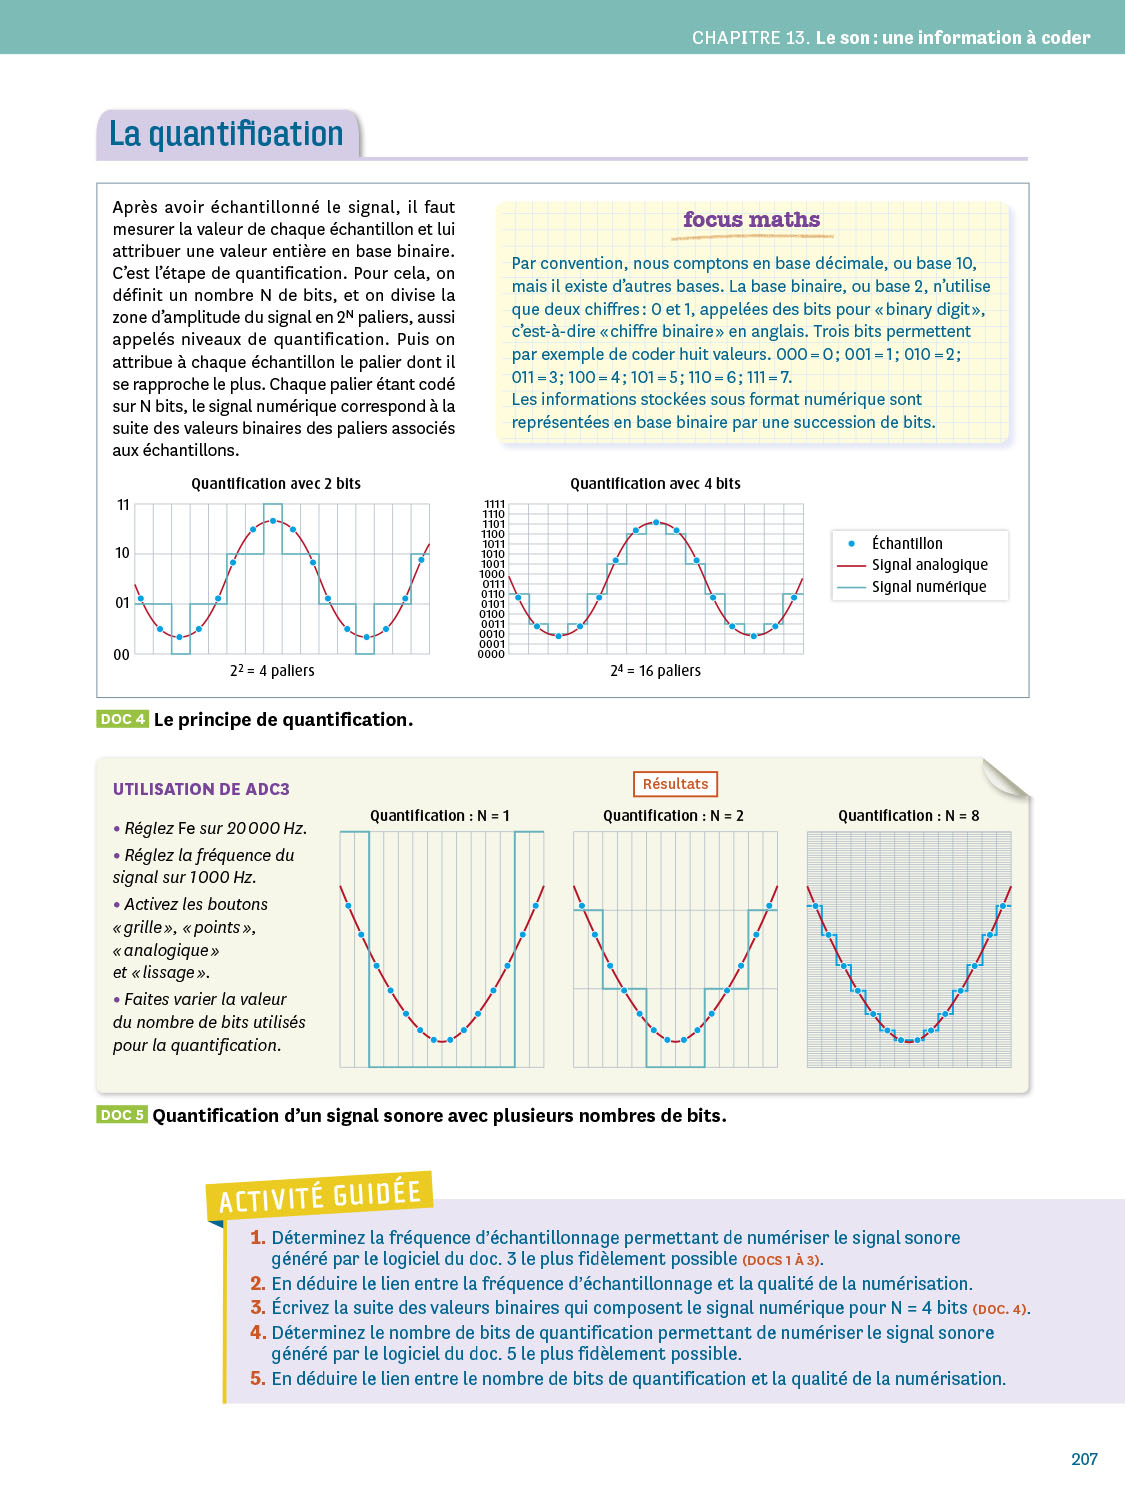 CHAPITRE 13. Le son : une information à coder
La quantification
Après avoir échantillonné le signal, il faut
mesurer la valeur de chaque échantillon et lui
attribuer une valeur entière en base binaire.
C’est l’étape de quantification. Pour cela, on
définit un nombre N de bits, et on divise la
zone d’amplitude du signal en 2ᴺ paliers, aussi
appelés niveaux de quantification. Puis on
attribue à chaque échantillon le palier dont il
se rapproche le plus. Chaque palier étant codé
sur N bits, le signal numérique correspond à la
suite des valeurs binaires des paliers associés
aux échantillons.
focus maths
Par convention, nous comptons en base décimale, ou base 10,
mais il existe d’autres bases. La base binaire, ou base 2, n’utilise
que deux chiffres : 0 et 1, appelées des bits pour « binary digit »,
c’est-à-dire « chiffre binaire » en anglais. Trois bits permettent
par exemple de coder huit valeurs. 000 = 0 ; 001 = 1 ; 010 = 2 ;
011 = 3 ; 100 = 4 ; 101 = 5 ; 110 = 6 ; 111 = 7.
Les informations stockées sous format numérique sont
représentées en base binaire par une succession de bits.
Quantification avec 2 bits
11
10
01
00
2² = 4 paliers
Quantification avec 4 bits
1111
1110
1101
1100
1011
1010
1001
1000
0111
0110
0101
0100
0011
0010
0001
0000
2⁴ = 16 paliers
Échantillon
Signal analogique
Signal numérique
DOC 4 Le principe de quantification.
UTILISATION DE ADC3
• Réglez Fe sur 20 000 Hz.
• Réglez la fréquence du
signal sur 1 000 Hz.
• Activez les boutons
« grille », « points »,
« analogique »
et « lissage ».
• Faites varier la valeur
du nombre de bits utilisés
pour la quantification.
Résultats
Quantification : N = 1
Quantification : N = 2
Quantification : N = 8
DOC 5 Quantification d’un signal sonore avec plusieurs nombres de bits.
ACTIVITÉ GUIDÉE
1. Déterminez la fréquence d’échantillonnage permettant de numériser le signal sonore
généré par le logiciel du doc. 3 le plus fidèlement possible (DOCS 1 À 3).
2. En déduire le lien entre la fréquence d’échantillonnage et la qualité de la numérisation.
3. Écrivez la suite des valeurs binaires qui composent le signal numérique pour N = 4 bits (DOC. 4).
4. Déterminez le nombre de bits de quantification permettant de numériser le signal sonore
généré par le logiciel du doc. 5 le plus fidèlement possible.
5. En déduire le lien entre le nombre de bits de quantification et la qualité de la numérisation.
207